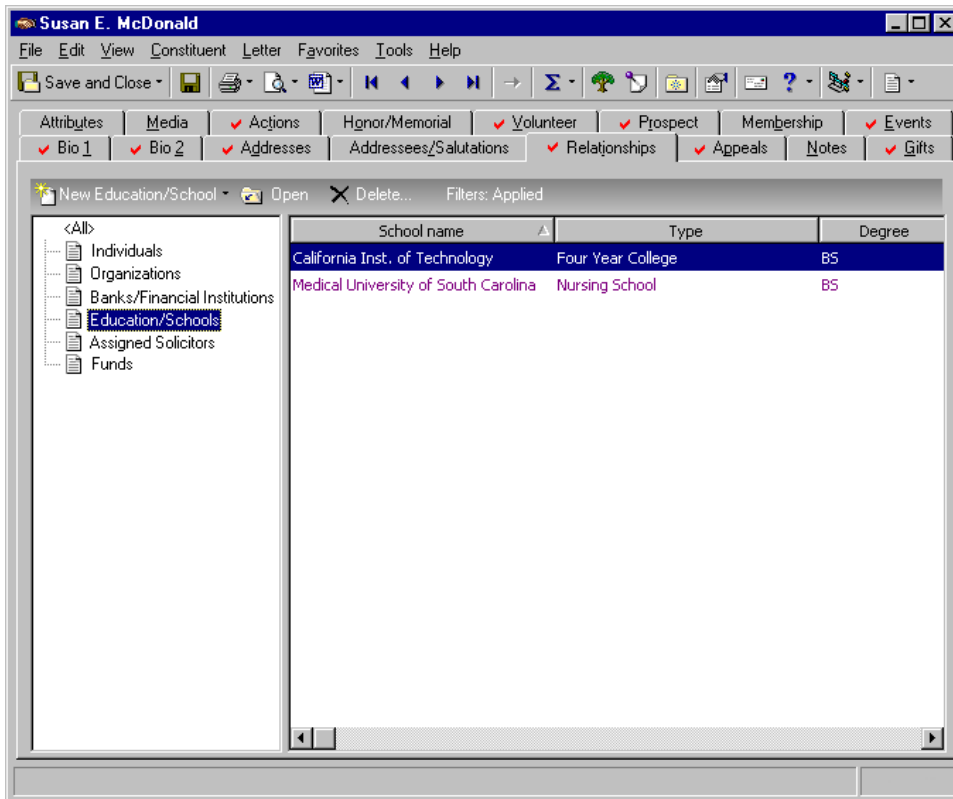 Susan E. McDonald
File Edit View Constituent Letter Favorites Tools Help
Save and Close
Attributes Media Actions Honor/Memorial Volunteer Prospect Membership Events
Bio 1 Bio 2 Addresses Addressees/Salutations Relationships Appeals Notes Gifts
New Education/School Open Delete... Filters: Applied
<All>
Individuals
Organizations
Banks/Financial Institutions
Education/Schools
Assigned Solicitors
Funds
School name Type Degree
California Inst. of Technology Four Year College BS
Medical University of South Carolina Nursing School BS